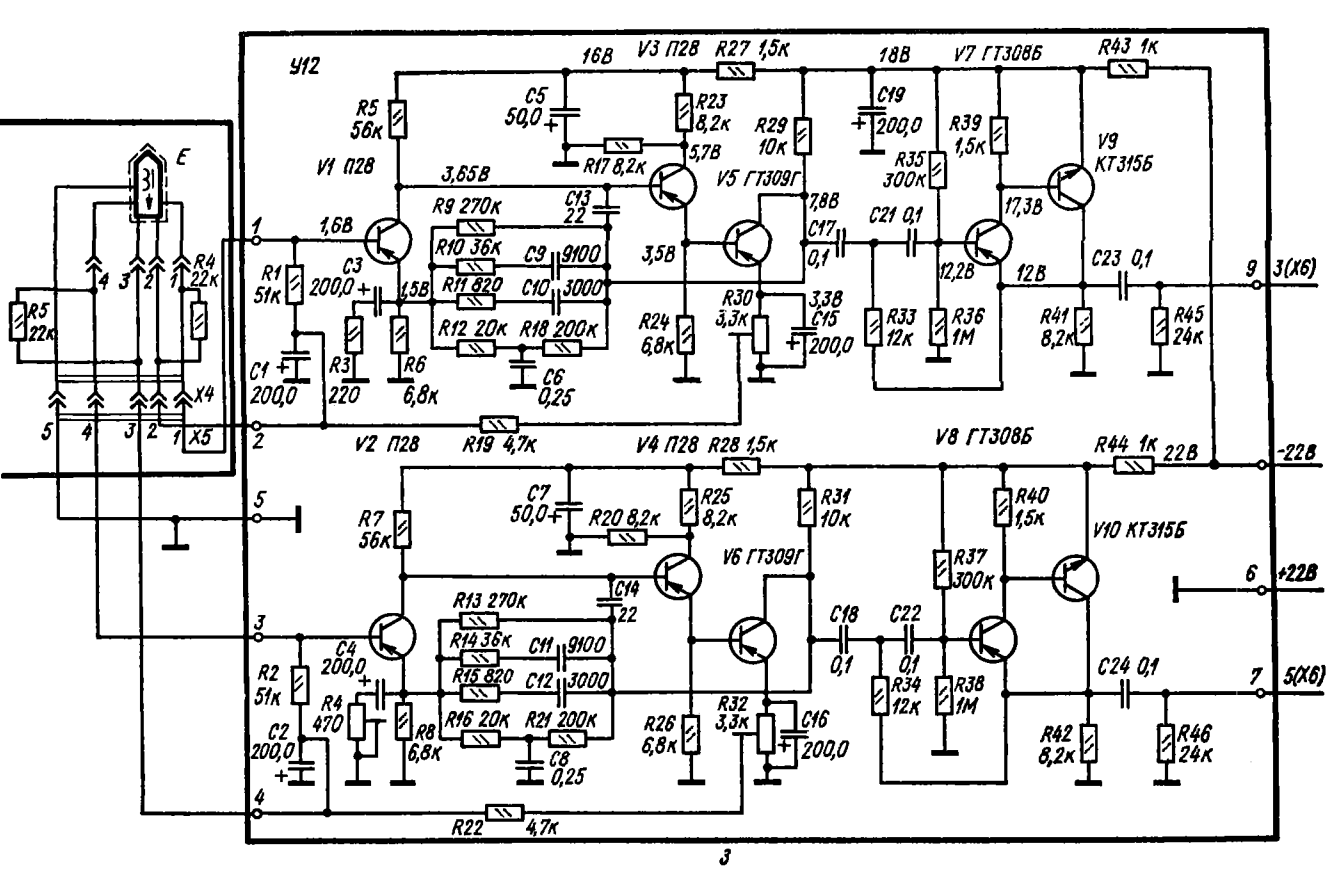 У12
16В
V3 П28
R27 1,5к
18В
V7 ГТ308Б
R43 1к
R5
56к
C5
50,0
+
R23
8,2к
R29
10к
C19
+
200,0
R39
1,5к
V9
КТ315Б
E
V1 П28
R17 8,2к
5,7В
V5 ГТ309Г
R35
300к
3,65В
C13
22
7,8В
17,3В
1
1,6В
R9 270к
C17
0,1
C21 0,1
R10 36к
C9
9100
3,5В
12,2В
12В
C23 0,1
9
3(X6)
4
3
2
1
R4
22к
R1
51к
C3
200,0
+
1,5В
R11 820
C10
3000
R30
3,3к
3,3В
C15
+
200,0
R5
22к
R12 20к
R18 200к
R24
6,8к
R33
12к
R36
1М
R41
8,2к
R45
24к
C1
+
200,0
R3
220
R6
6,8к
C6
0,25
X4
5
4
3
2
1
X5
2
R19 4,7к
V2 П28
V4 П28
R28 1,5к
V8 ГТ308Б
R44 1к
22В
-22В
5
R7
56к
C7
50,0
+
R20 8,2к
R25
8,2к
R31
10к
R40
1,5к
V10 КТ315Б
V6 ГТ309Г
R37
300к
6
+22В
C14
22
3
R13 270к
C18
0,1
C22
0,1
R2
51к
C4
200,0
+
R14 36к
C11
9100
R15 820
C12
3000
C24 0,1
7
5(X6)
R4
470
R8
6,8к
R16 20к
R21 200к
R26
6,8к
R32
3,3к
C16
+
200,0
R34
12к
R38
1М
R42
8,2к
R46
24к
C2
200,0
+
C8
0,25
4
R22
4,7к
3